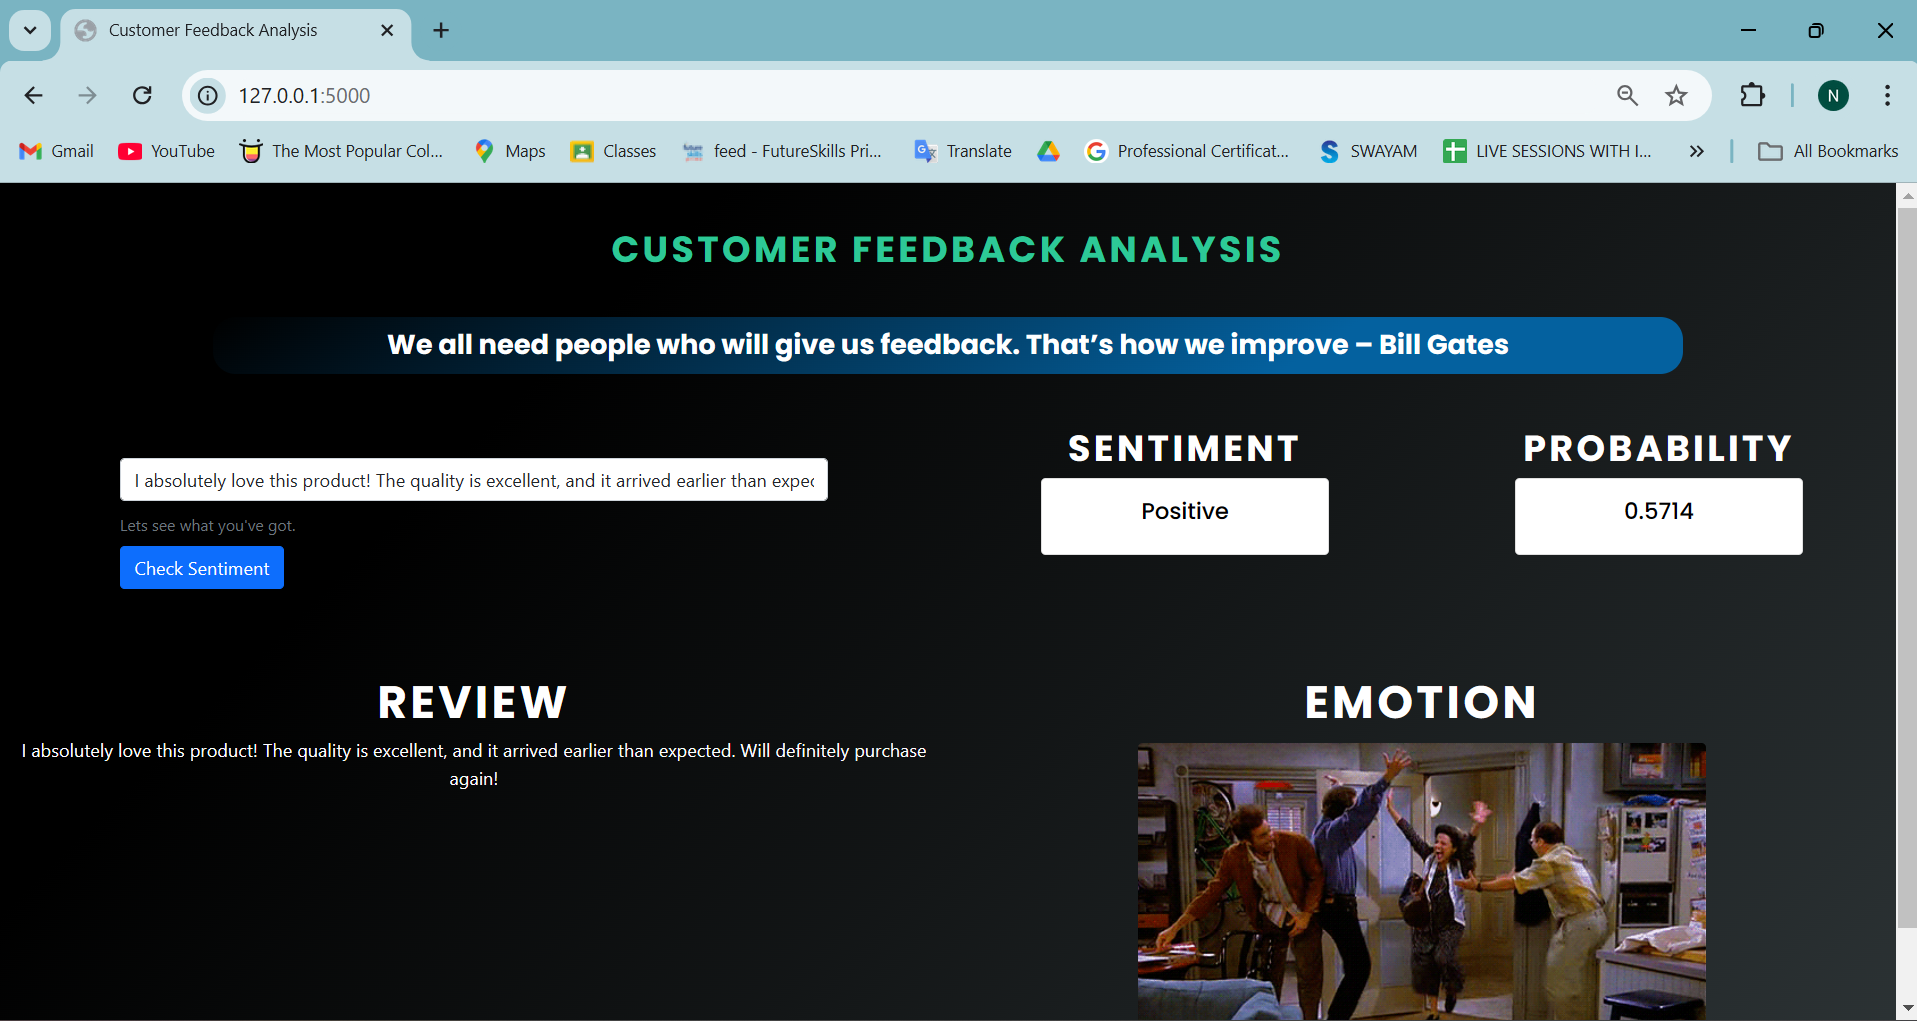 Customer Feedback Analysis
127.0.0.1:5000
N
Gmail
YouTube
The Most Popular Col...
Maps
Classes
feed - FutureSkills Pri...
Translate
Professional Certificat...
SWAYAM
LIVE SESSIONS WITH I...
All Bookmarks
CUSTOMER FEEDBACK ANALYSIS
We all need people who will give us feedback. That’s how we improve – Bill Gates
I absolutely love this product! The quality is excellent, and it arrived earlier than expec
Lets see what you've got.
Check Sentiment
SENTIMENT
Positive
PROBABILITY
0.5714
REVIEW
I absolutely love this product! The quality is excellent, and it arrived earlier than expected. Will definitely purchase
again!
EMOTION